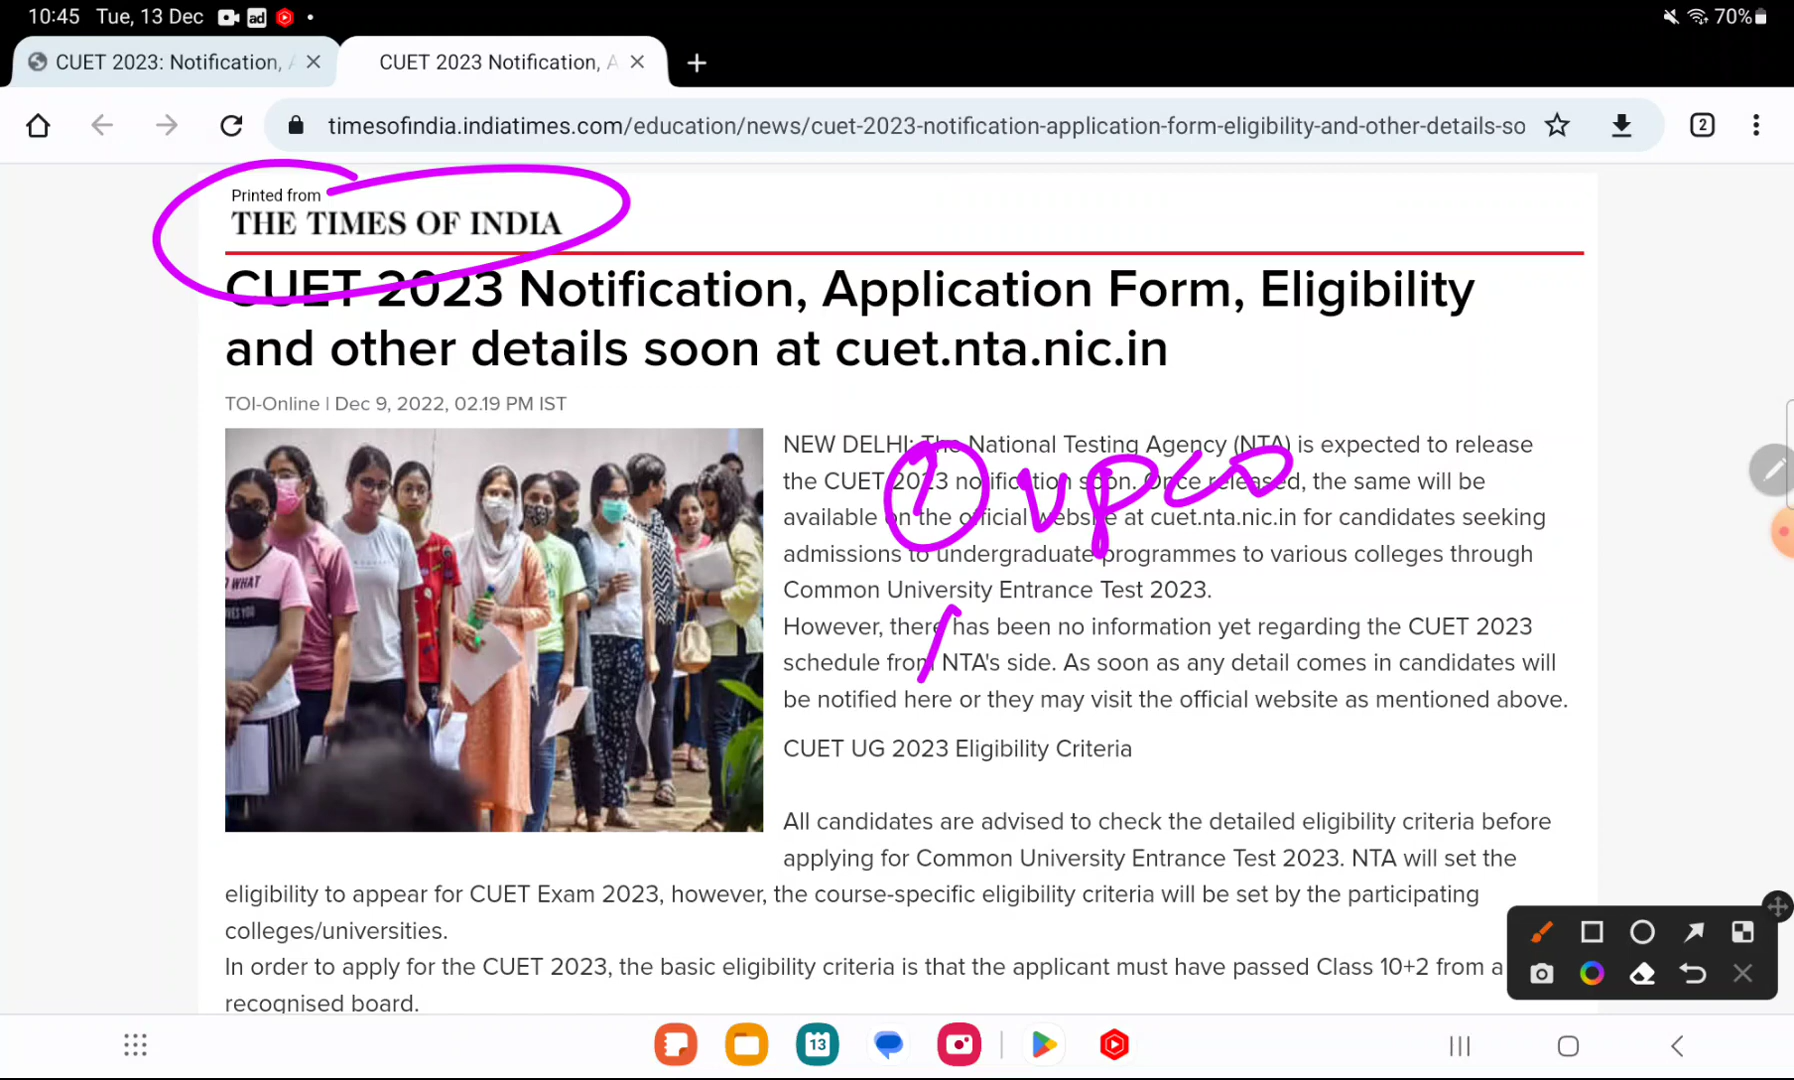 10:45 Tue, 13 Dec ad 70%
CUET 2023: Notification, A
CUET 2023 Notification, A
timesofindia.indiatimes.com/education/news/cuet-2023-notification-application-form-eligibility-and-other-details-so
2
Printed from
THE TIMES OF INDIA
CUET 2023 Notification, Application Form, Eligibility
and other details soon at cuet.nta.nic.in
TOI-Online | Dec 9, 2022, 02.19 PM IST
NEW DELHI: The National Testing Agency (NTA) is expected to release
the CUET 2023 notification soon. Once released, the same will be
available on the official website at cuet.nta.nic.in for candidates seeking
admissions to undergraduate programmes to various colleges through
Common University Entrance Test 2023.
However, there has been no information yet regarding the CUET 2023
schedule from NTA's side. As soon as any detail comes in candidates will
be notified here or they may visit the official website as mentioned above.
CUET UG 2023 Eligibility Criteria
All candidates are advised to check the detailed eligibility criteria before
applying for Common University Entrance Test 2023. NTA will set the
eligibility to appear for CUET Exam 2023, however, the course-specific eligibility criteria will be set by the participating
colleges/universities.
In order to apply for the CUET 2023, the basic eligibility criteria is that the applicant must have passed Class 10+2 from a
recognised board.
13